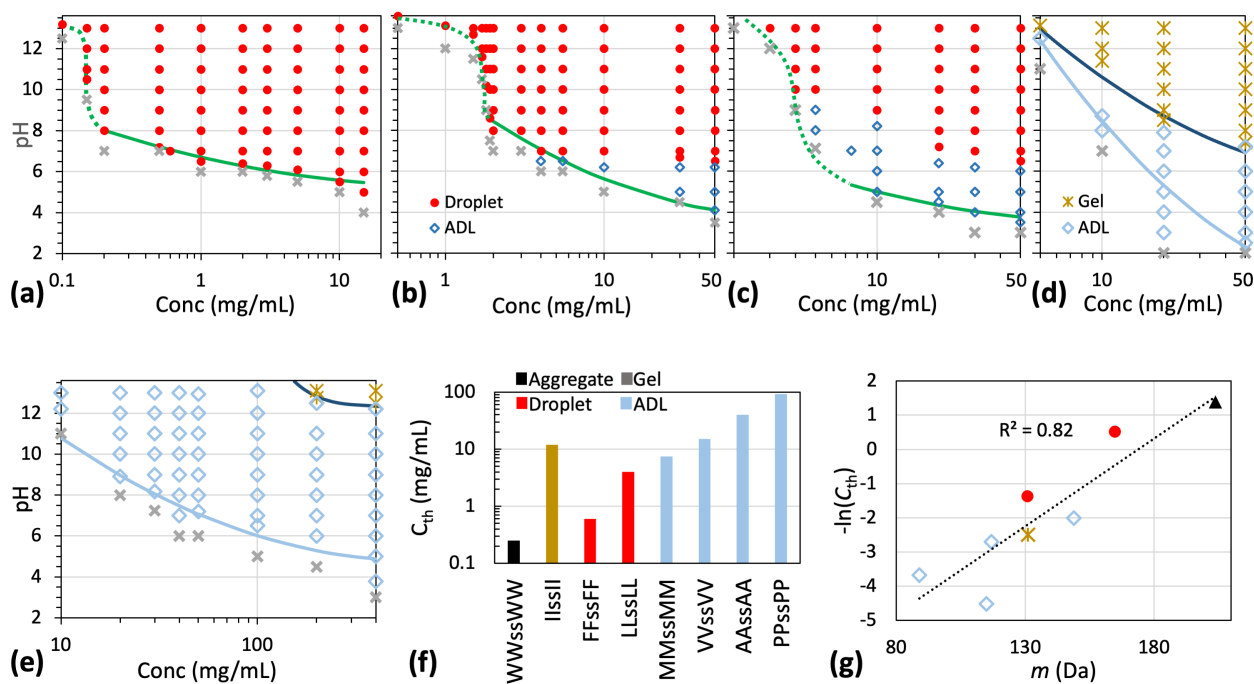 12
10
8
6
4
2
pH
0.1
1
10
Conc (mg/mL)
(a)
Droplet
ADL
1
10
50
Conc (mg/mL)
(b)
10
50
Conc (mg/mL)
(c)
Gel
ADL
10
50
Conc (mg/mL)
(d)
12
10
8
6
4
2
pH
10
100
Conc (mg/mL)
(e)
Aggregate
Gel
Droplet
ADL
100
10
1
0.1
Cth (mg/mL)
WWssWW
IIssII
FFssFF
LLssLL
MMssMM
VVssVV
AAssAA
PPssPP
(f)
2
1
0
-1
-2
-3
-4
-5
-ln(Cth)
R² = 0.82
80
130
180
m (Da)
(g)